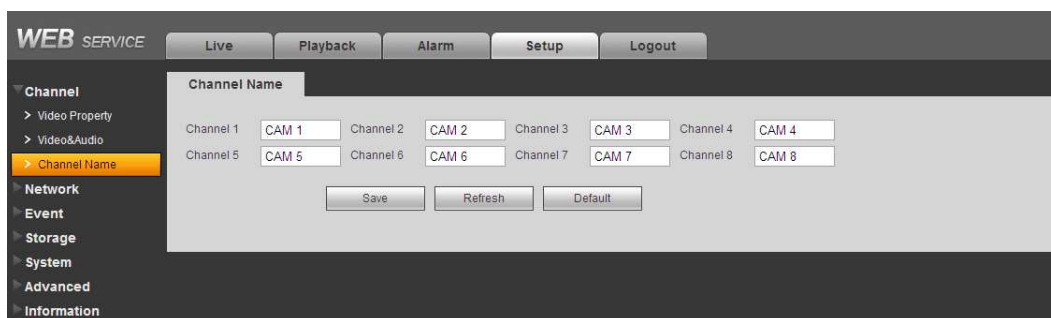 WEB SERVICE
Live Playback Alarm Setup Logout
Channel
> Video Property
> Video&Audio
> Channel Name
Network
Event
Storage
System
Advanced
Information
Channel Name
Channel 1 CAM 1 Channel 2 CAM 2 Channel 3 CAM 3 Channel 4 CAM 4
Channel 5 CAM 5 Channel 6 CAM 6 Channel 7 CAM 7 Channel 8 CAM 8
Save Refresh Default